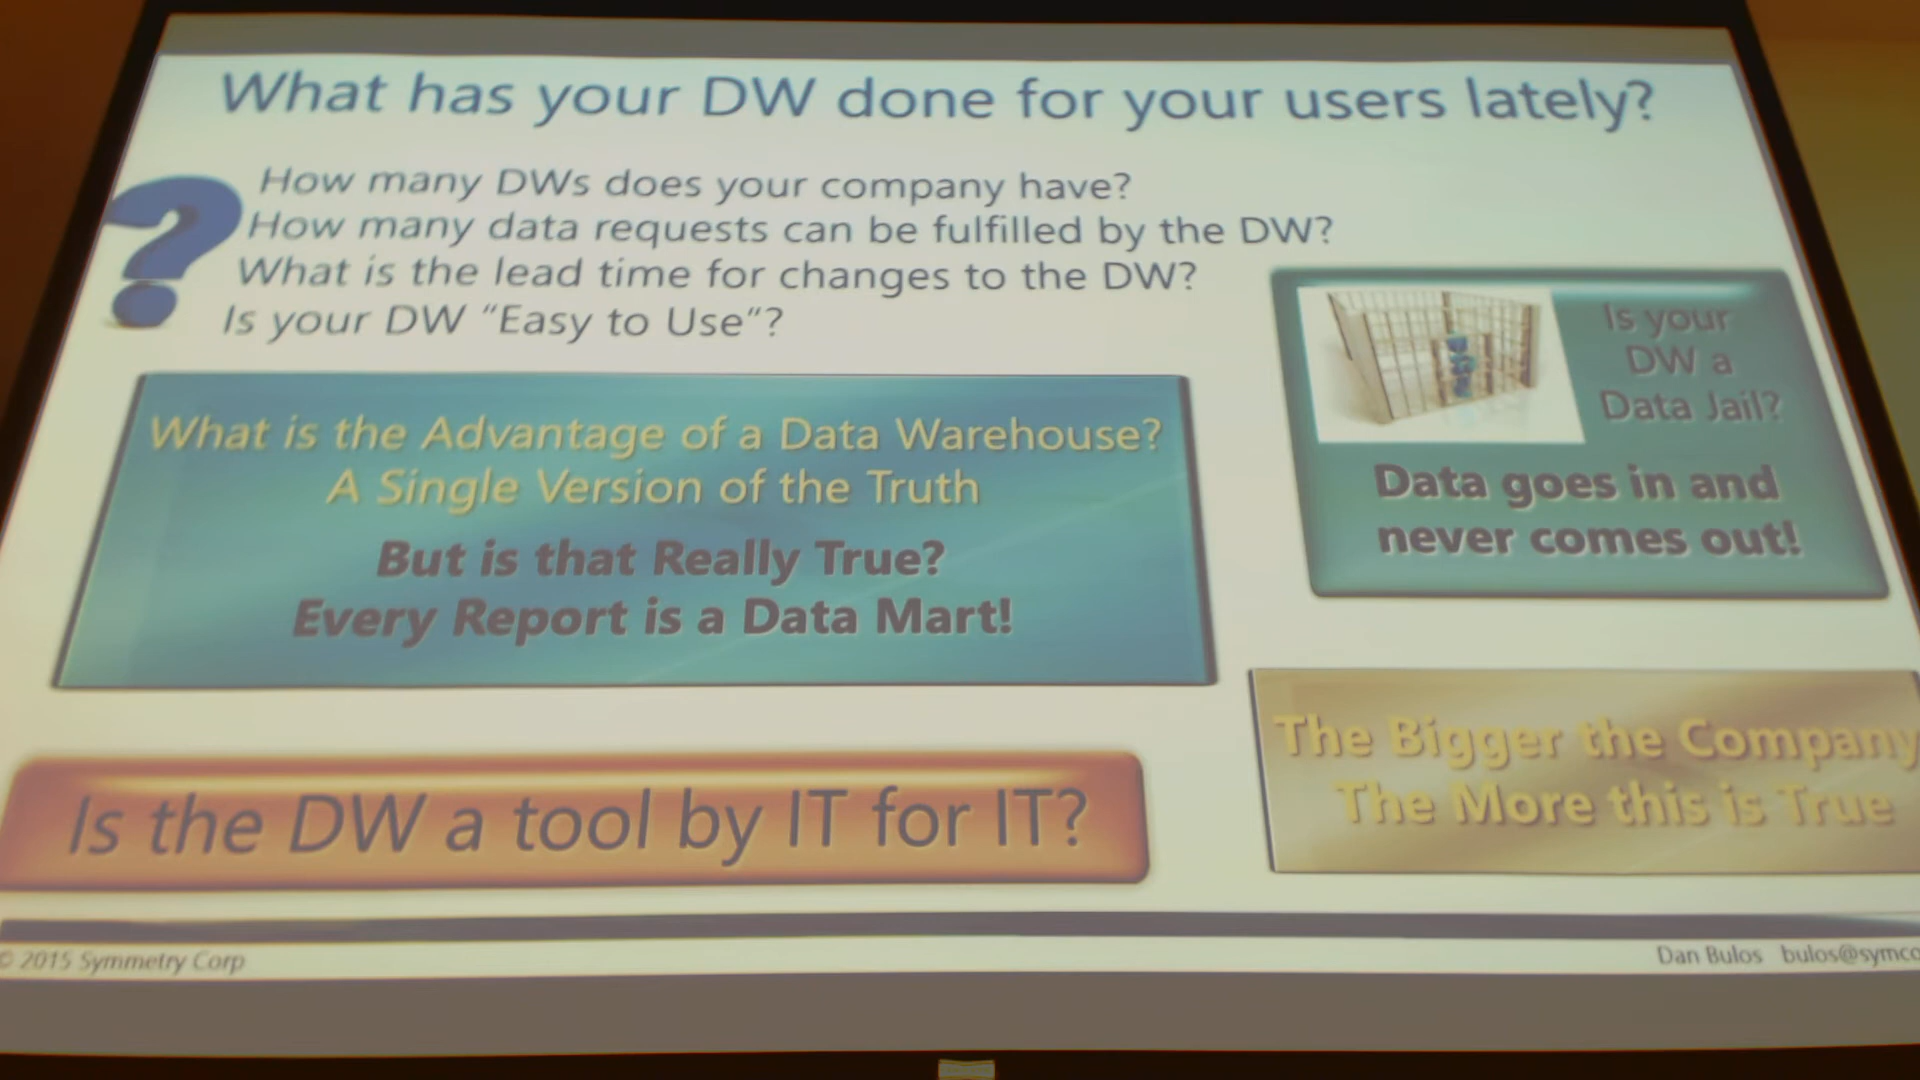 What has your DW done for your users lately?
?
How many DWs does your company have?
How many data requests can be fulfilled by the DW?
What is the lead time for changes to the DW?
Is your DW “Easy to Use”?
What is the Advantage of a Data Warehouse?
A Single Version of the Truth
But is that Really True?
Every Report is a Data Mart!
Is your
DW a
Data Jail?
Data goes in and
never comes out!
The Bigger the Company
The More this is True
Is the DW a tool by IT for IT?
© 2015 Symmetry Corp
Dan Bulos bulos@symco